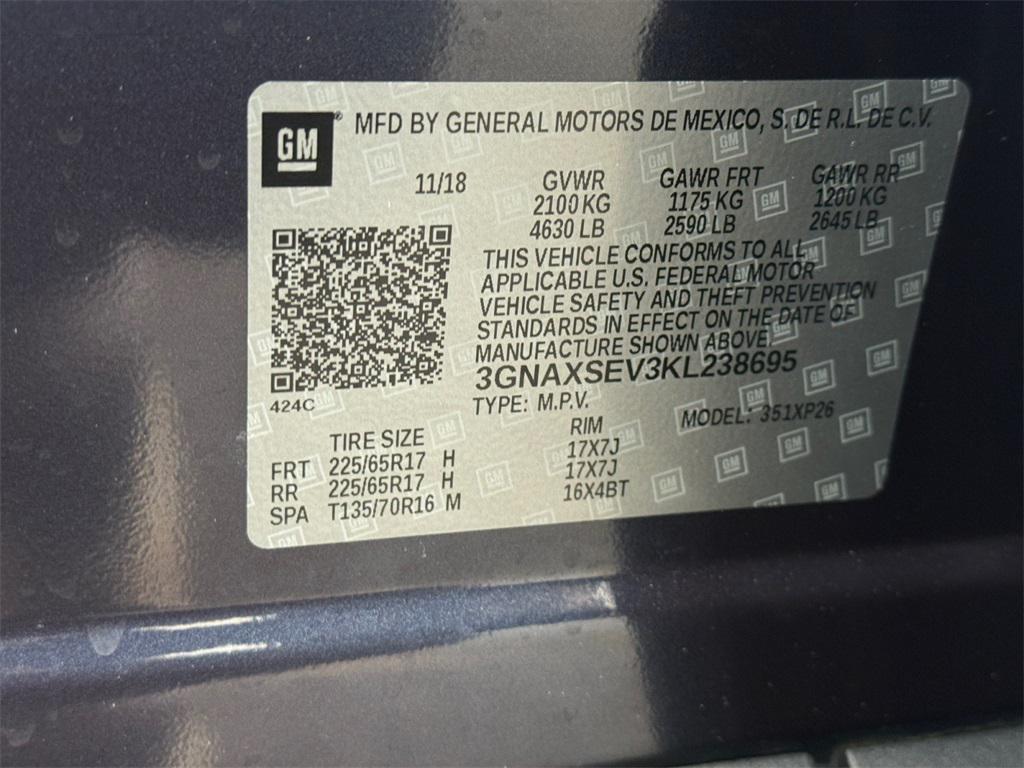 GM® MFD BY GENERAL MOTORS DE MEXICO, S. DE R.L. DE C.V.
11/18 GVWR GAWR FRT GAWR RR
2100 KG 1175 KG 1200 KG
4630 LB 2590 LB 2645 LB
THIS VEHICLE CONFORMS TO ALL
APPLICABLE U.S. FEDERAL MOTOR
VEHICLE SAFETY AND THEFT PREVENTION
STANDARDS IN EFFECT ON THE DATE OF
MANUFACTURE SHOWN ABOVE.
3GNAXSEV3KL238695
424C
TYPE: M.P.V. MODEL: 351XP26
TIRE SIZE RIM
FRT 225/65R17 H 17X7J
RR 225/65R17 H 17X7J
SPA T135/70R16 M 16X4BT